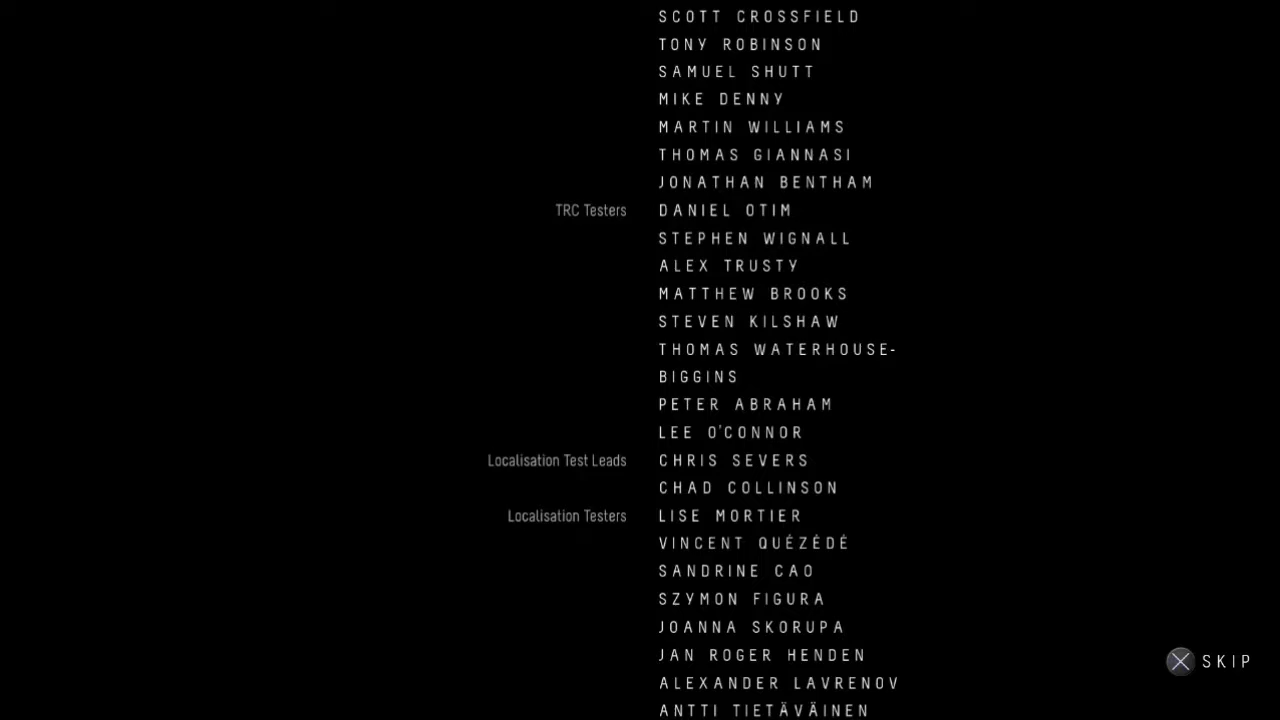 SCOTT CROSSFIELD
TONY ROBINSON
SAMUEL SHUTT
MIKE DENNY
MARTIN WILLIAMS
THOMAS GIANNASI
JONATHAN BENTHAM
TRC Testers DANIEL OTIM
STEPHEN WIGNALL
ALEX TRUSTY
MATTHEW BROOKS
STEVEN KILSHAW
THOMAS WATERHOUSE-
BIGGINS
PETER ABRAHAM
LEE O'CONNOR
Localisation Test Leads CHRIS SEVERS
CHAD COLLINSON
Localisation Testers LISE MORTIER
VINCENT QUÉZÉDÉ
SANDRINE CAO
SZYMON FIGURA
JOANNA SKORUPA
JAN ROGER HENDEN
SKIP
ALEXANDER LAVRENOV
ANTTI TIETÄVÄINEN